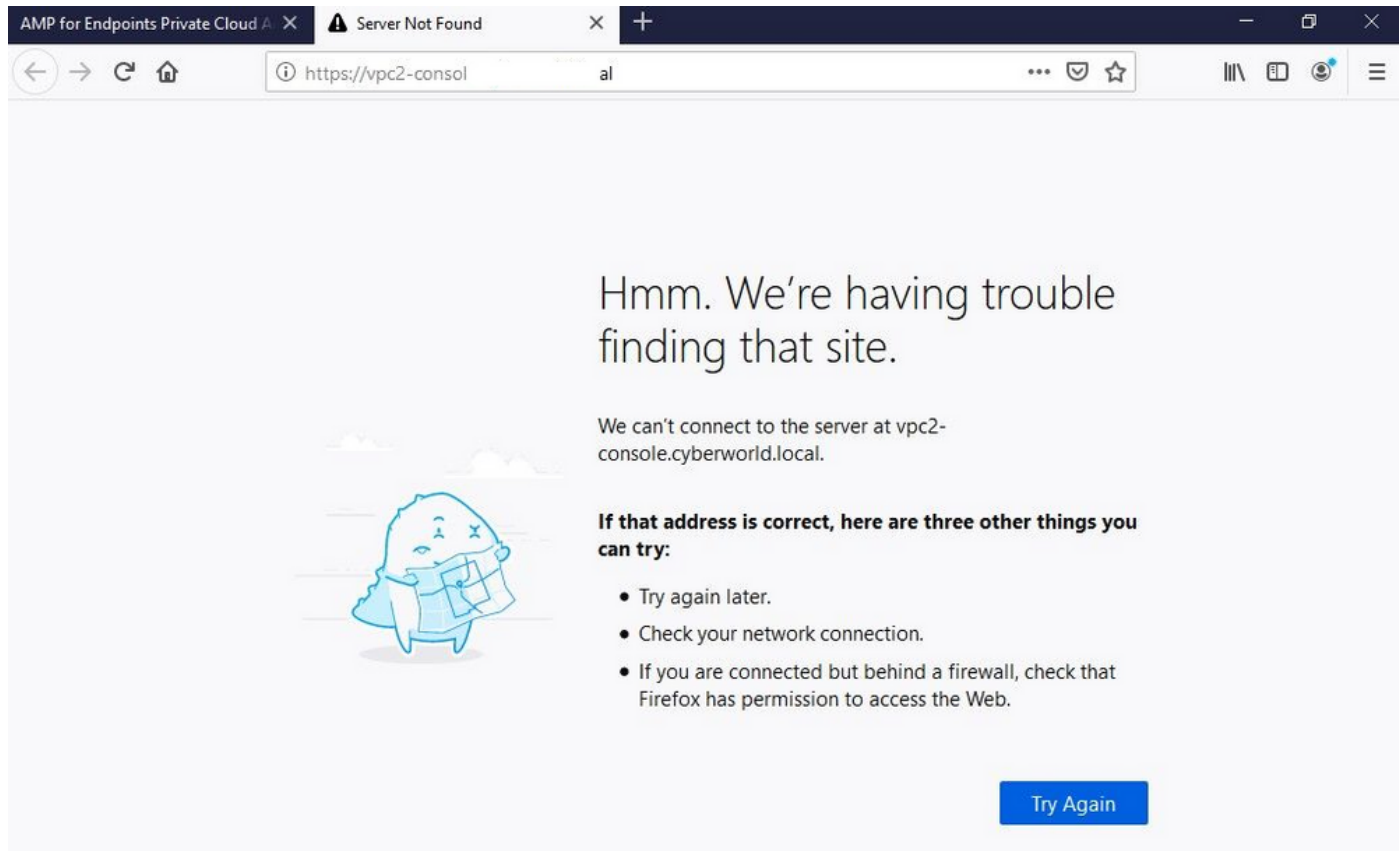 AMP for Endpoints Private Cloud A
Server Not Found
https://vpc2-consol al
Hmm. We’re having trouble
finding that site.
We can’t connect to the server at vpc2-
console.cyberworld.local.
If that address is correct, here are three other things you
can try:
• Try again later.
• Check your network connection.
• If you are connected but behind a firewall, check that
Firefox has permission to access the Web.
Try Again